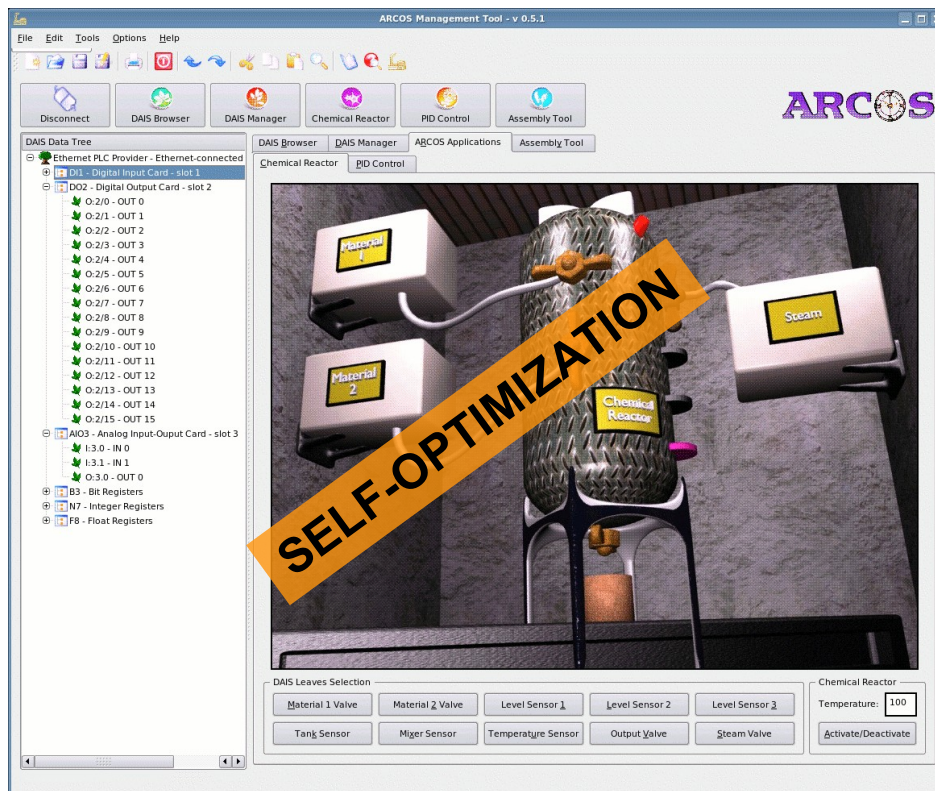 ARCOS Management Tool - v 0.5.1
File Edit Tools Options Help
Disconnect DAIS Browser DAIS Manager Chemical Reactor PID Control Assembly Tool
ARCOS
DAIS Data Tree
DAIS Browser DAIS Manager ARCOS Applications Assembly Tool
Chemical Reactor PID Control
Ethernet PLC Provider - Ethernet-connected
DI1 - Digital Input Card - slot 1
DO2 - Digital Output Card - slot 2
O:2/0 - OUT 0
O:2/1 - OUT 1
O:2/2 - OUT 2
O:2/3 - OUT 3
O:2/4 - OUT 4
O:2/5 - OUT 5
O:2/6 - OUT 6
O:2/7 - OUT 7
O:2/8 - OUT 8
O:2/9 - OUT 9
O:2/10 - OUT 10
O:2/11 - OUT 11
O:2/12 - OUT 12
O:2/13 - OUT 13
O:2/14 - OUT 14
O:2/15 - OUT 15
AIO3 - Analog Input-Ouput Card - slot 3
I:3.0 - IN 0
I:3.1 - IN 1
O:3.0 - OUT 0
B3 - Bit Registers
N7 - Integer Registers
F8 - Float Registers
Material
1
Material
2
Steam
Chemical
Reactor
SELF-OPTIMIZATION
DAIS Leaves Selection
Material 1 Valve Material 2 Valve Level Sensor 1 Level Sensor 2 Level Sensor 3
Tank Sensor Mixer Sensor Temperature Sensor Output Valve Steam Valve
Chemical Reactor
Temperature: 100
Activate/Deactivate